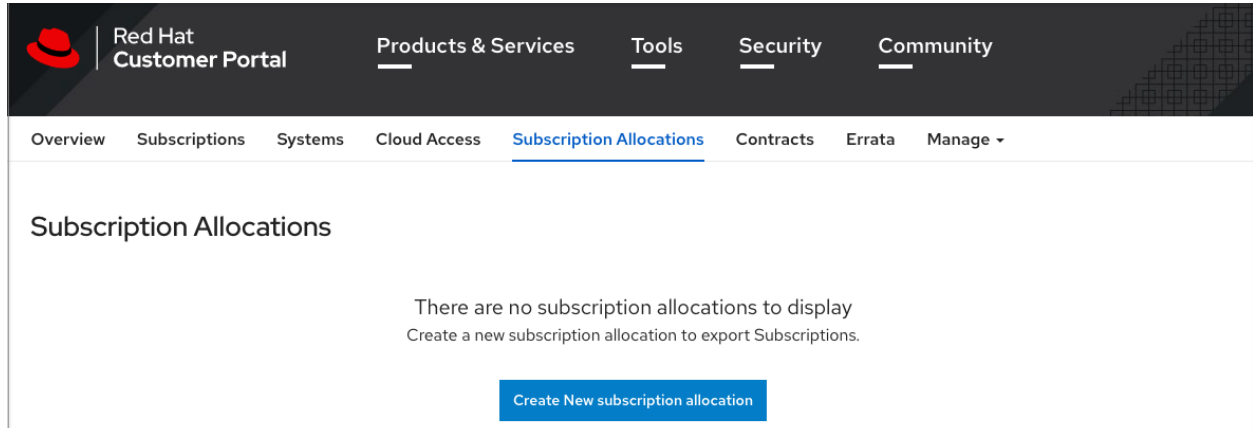 Red Hat
Customer Portal
Products & Services Tools Security Community
Overview Subscriptions Systems Cloud Access Subscription Allocations Contracts Errata Manage
Subscription Allocations
There are no subscription allocations to display
Create a new subscription allocation to export Subscriptions.
Create New subscription allocation